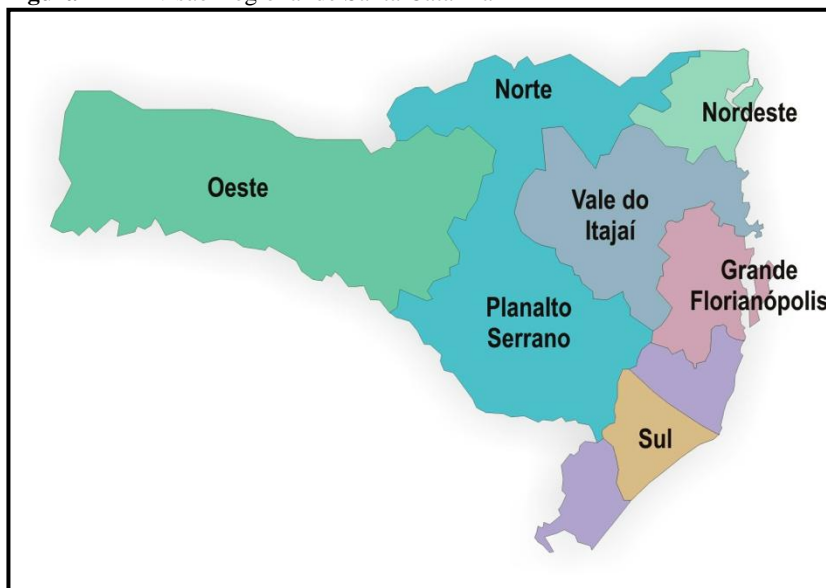 Norte
Nordeste
Oeste
Vale do
Itajaí
Grande
Florianópolis
Planalto
Serrano
Sul